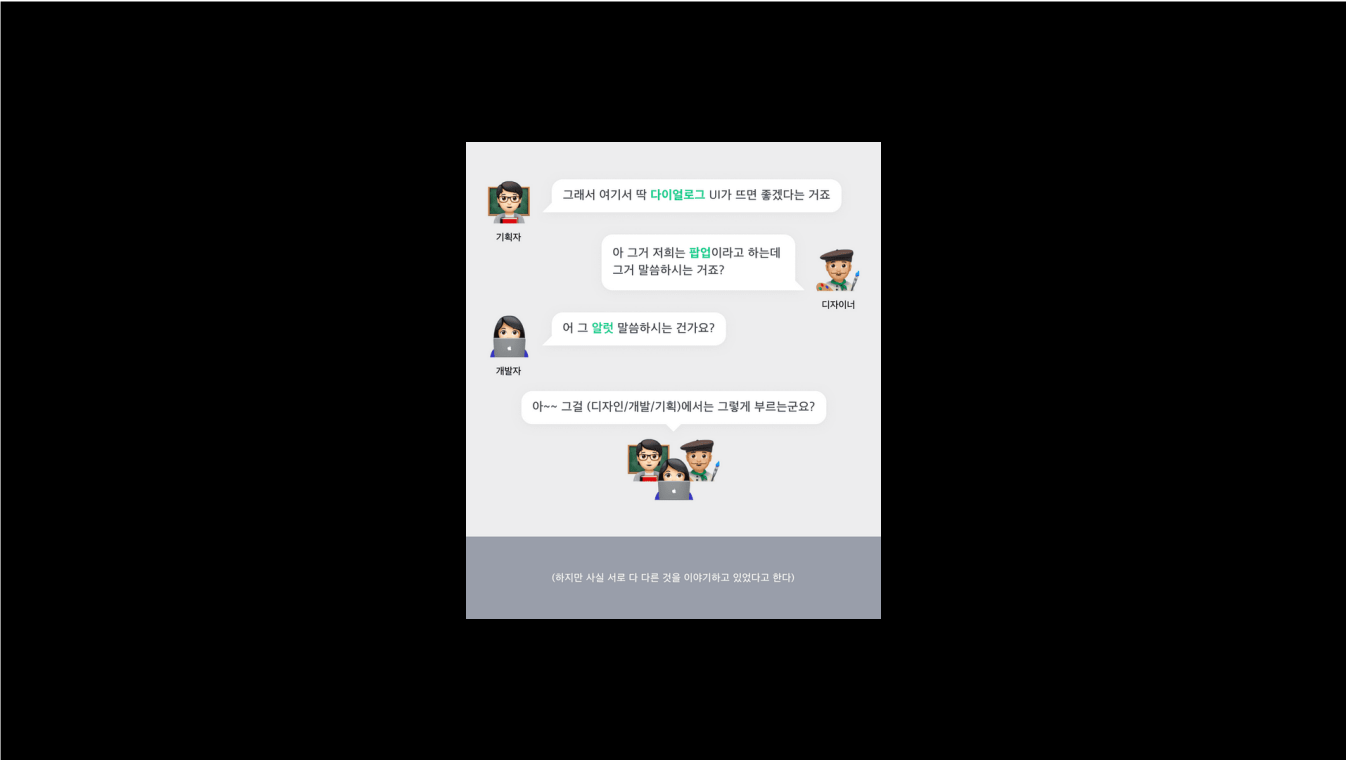 그래서 여기서 딱 다이얼로그 UI가 뜨면 좋겠다는 거죠
기획자
아 그거 저희는 팝업이라고 하는데
그거 말씀하시는 거죠?
디자이너
어 그 알럿 말씀하시는 건가요?
개발자
아~~ 그걸 (디자인/개발/기획)에서는 그렇게 부르는군요?
(하지만 사실 서로 다 다른 것을 이야기하고 있었다고 한다)